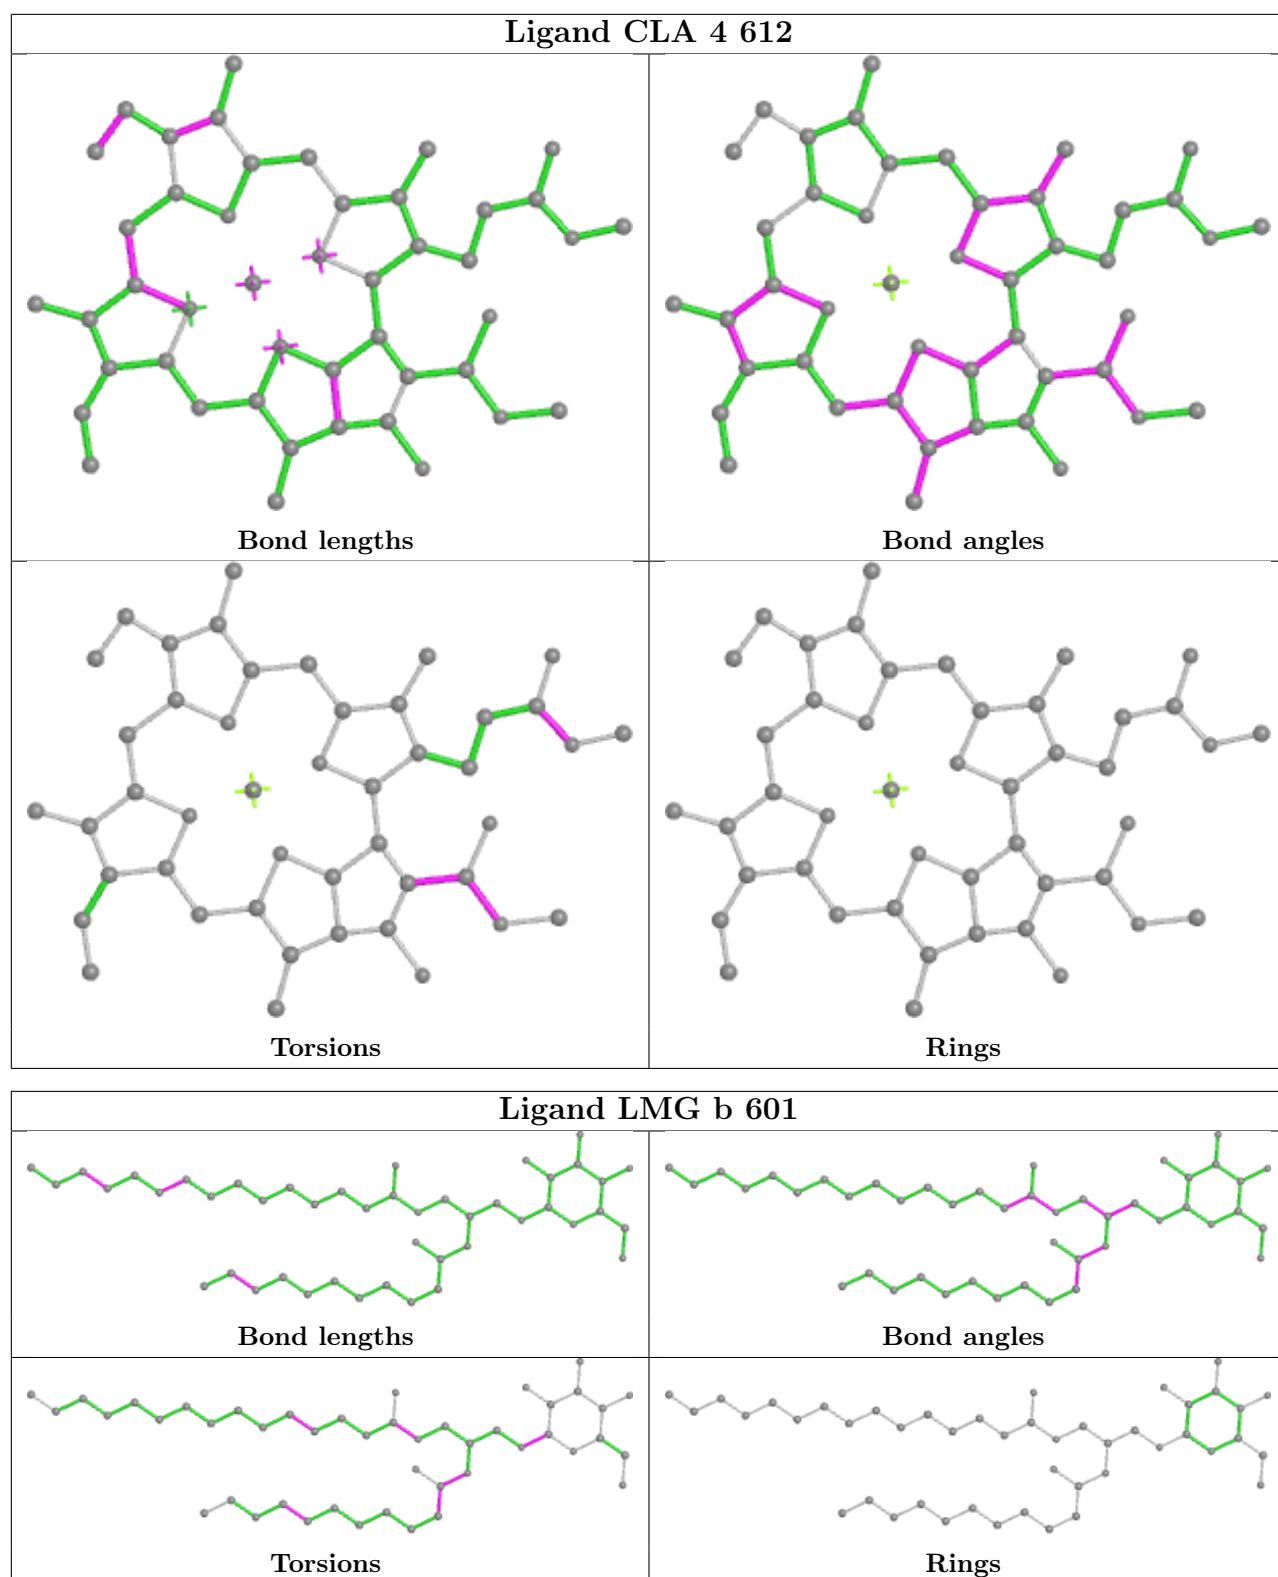 Ligand CLA 4 612
Bond lengths
Bond angles
Torsions
Rings
Ligand LMG b 601
Bond lengths
Bond angles
Torsions
Rings